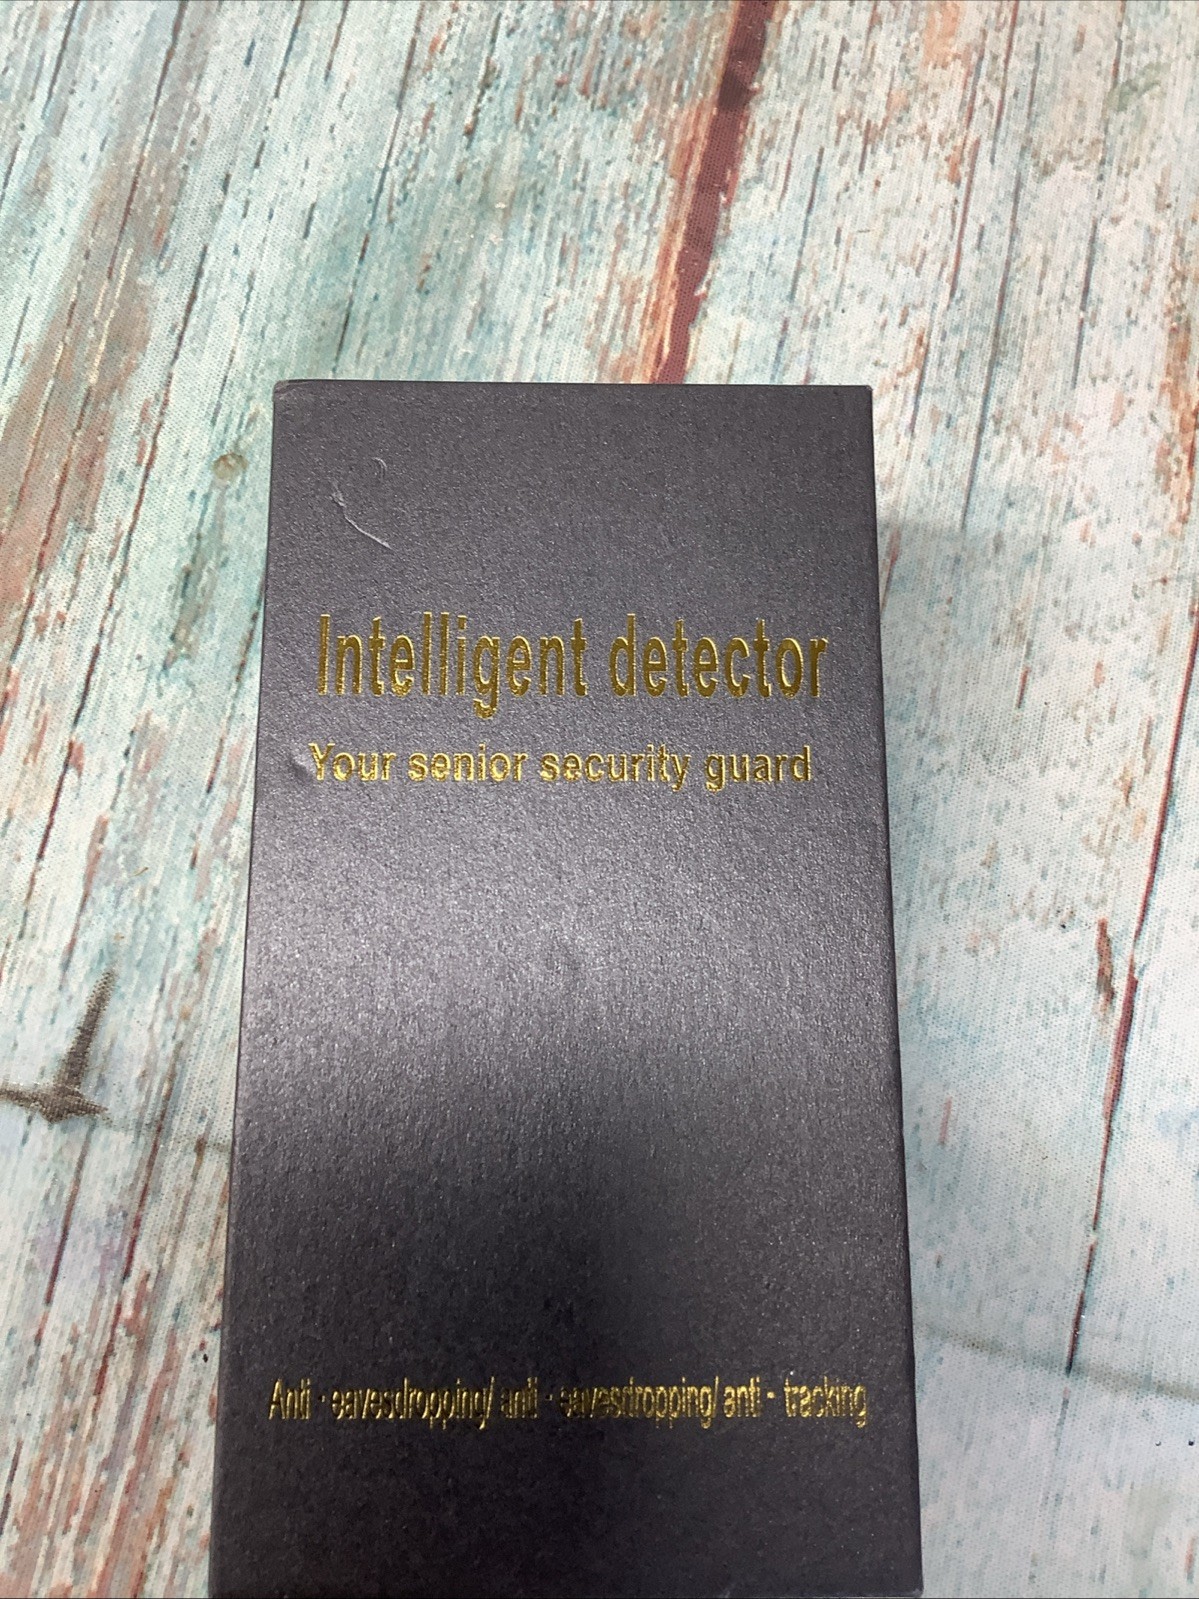 Intelligent detector
Your senior security guard
Anti - eavesdropping/ anti - eavesdropping/ anti - tracking